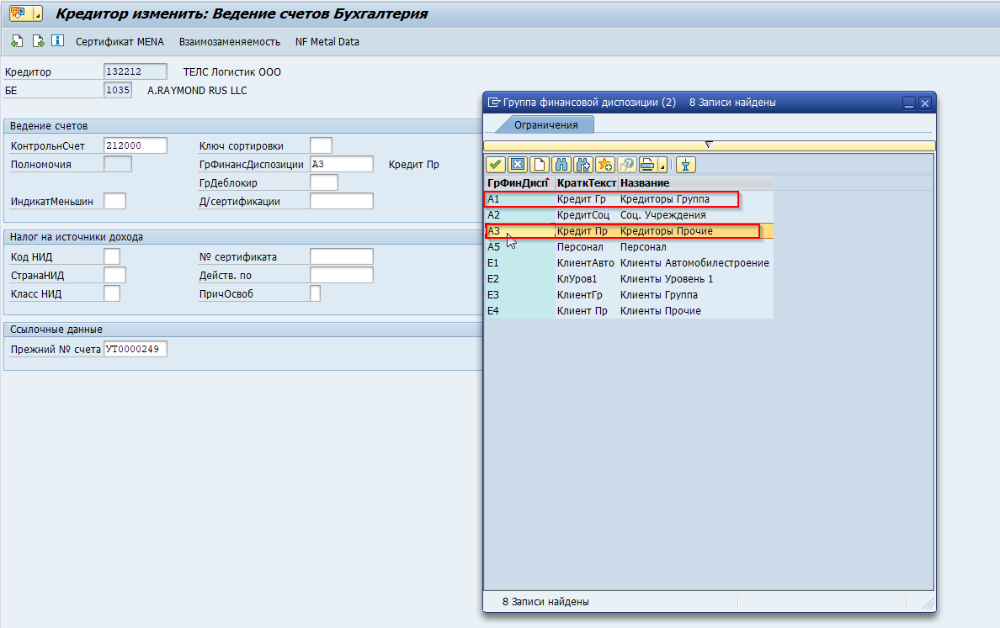 Кредитор изменить: Ведение счетов Бухгалтерия
Сертификат MENA Взаимозаменяемость NF Metal Data
Кредитор 132212 ТЕЛС Логистик ООО
БЕ 1035 A.RAYMOND RUS LLC
Ведение счетов
КонтрольнСчет 212000 Ключ сортировки
Полномочия ГрФинансДиспозиции A3 Кредит Пр
ГрДеблокир
ИндикатМеньшин Д/сертификации
Налог на источники дохода
Код НИД № сертификата
СтранаНИД Действ. по
Класс НИД ПричОсвоб
Ссылочные данные
Прежний № счета УТ0000249
Группа финансовой диспозиции (2) 8 Записи найдены
Ограничения
ГрФинДисп КраткТекст Название
A1 Кредит Гр Кредиторы Группа
A2 КредитСоц Соц. Учреждения
A3 Кредит Пр Кредиторы Прочие
A5 Персонал Персонал
E1 КлиентАвто Клиенты Автомобилестроение
E2 КлУров1 Клиенты Уровень 1
E3 КлиентГр Клиенты Группа
E4 Клиент Пр Клиенты Прочие
8 Записи найдены